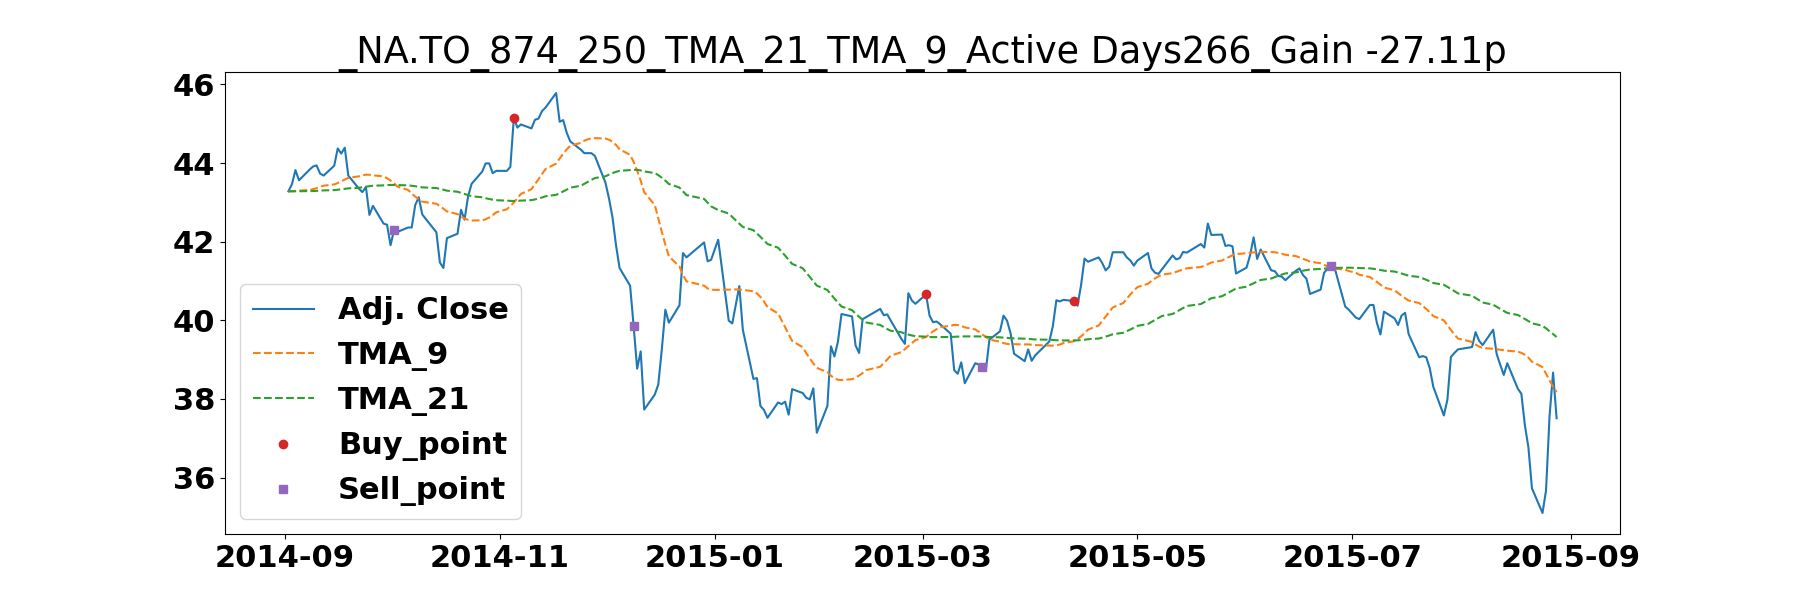 _NA.TO_874_250_TMA_21_TMA_9_Active Days266_Gain -27.11p
46
44
42
40
38
36
Adj. Close
TMA_9
TMA_21
Buy_point
Sell_point
2014-09 2014-11 2015-01 2015-03 2015-05 2015-07 2015-09